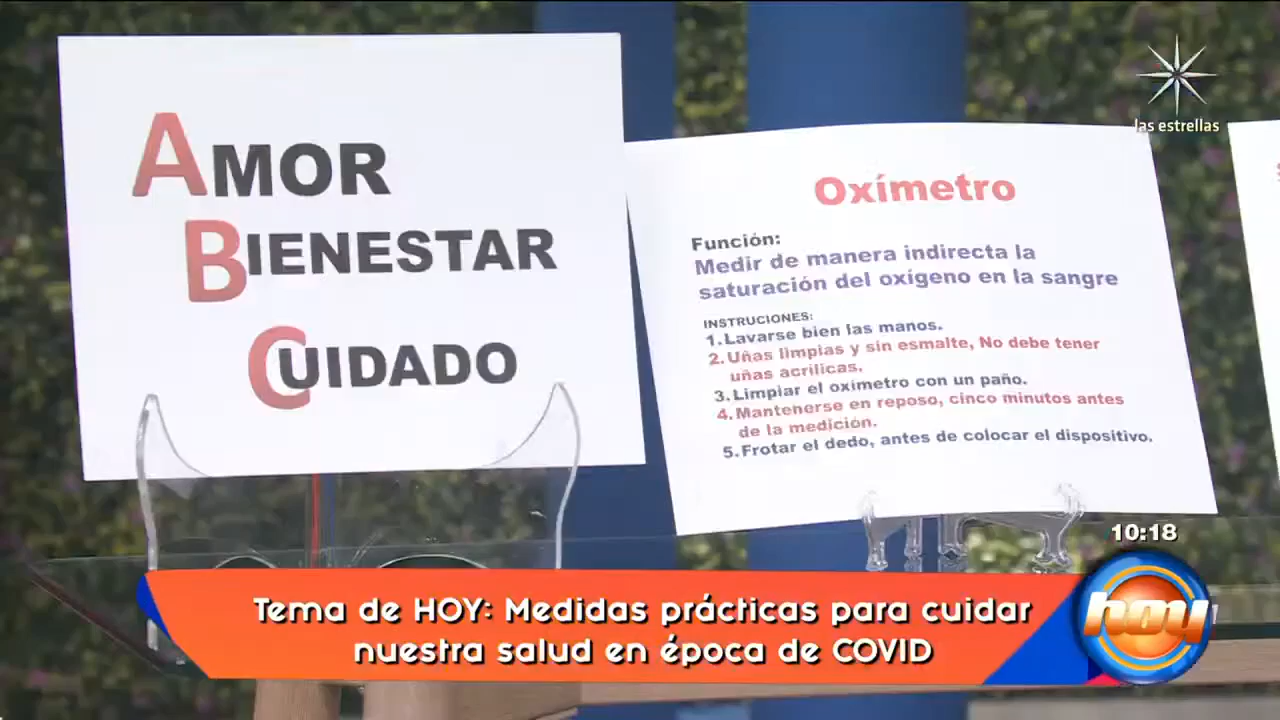 AMOR
BIENESTAR
CUIDADO
las estrellas
Oxímetro
Función:
Medir de manera indirecta la
saturación del oxígeno en la sangre
INSTRUCIONES:
1. Lavarse bien las manos.
2. Uñas limpias y sin esmalte, No debe tener
uñas acrilicas.
3. Limpiar el oxímetro con un paño.
4. Mantenerse en reposo, cinco minutos antes
de la medición.
5. Frotar el dedo, antes de colocar el dispositivo.
10:18
Tema de HOY: Medidas prácticas para cuidar
nuestra salud en época de COVID
hoy